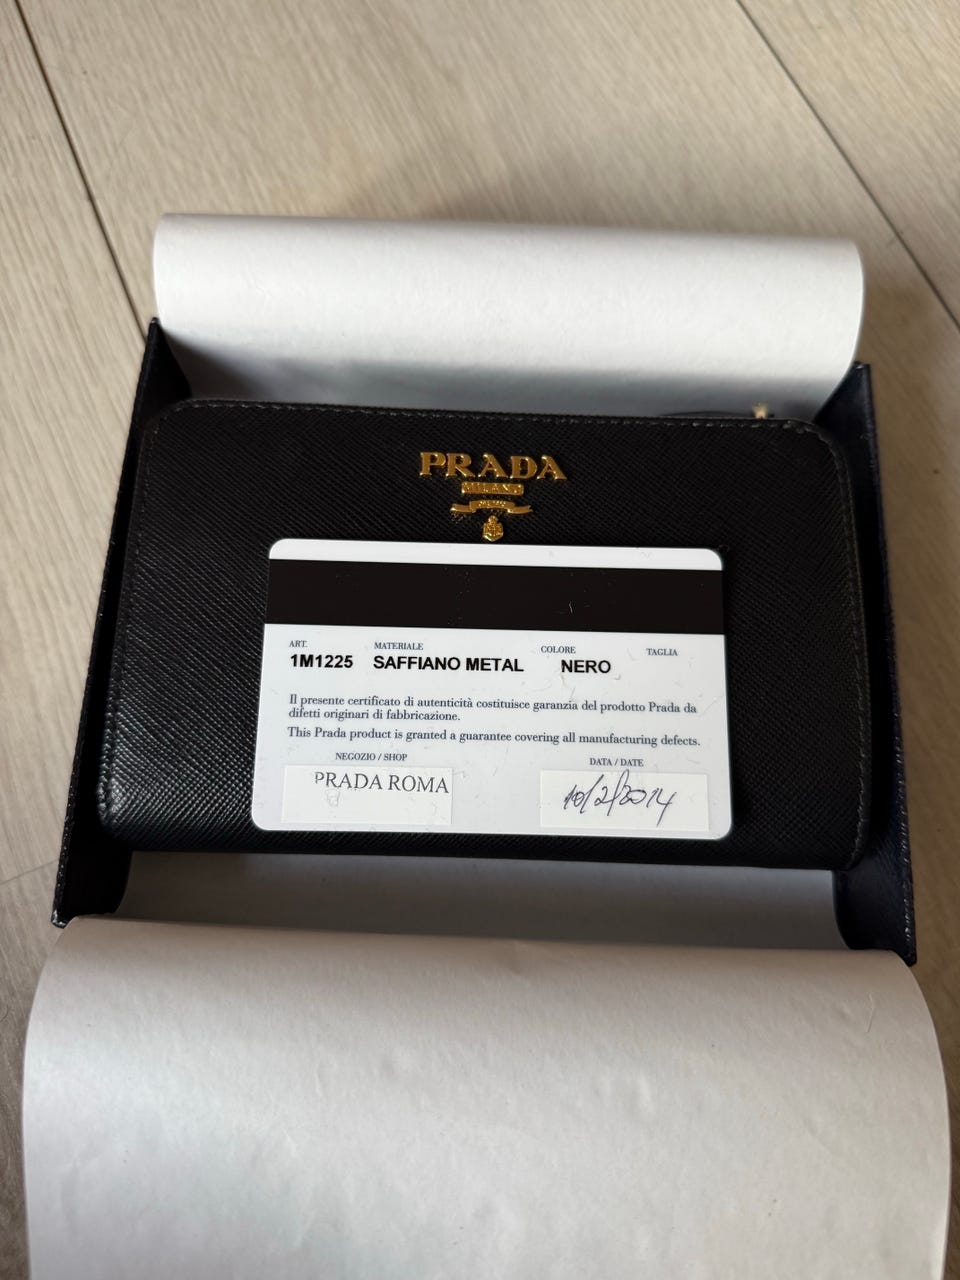 PRADA
MILANO
ART. MATERIALE COLORE TAGLIA
1M1225 SAFFIANO METAL NERO
Il presente certificato di autenticità costituisce garanzia del prodotto Prada da
difetti originari di fabbricazione.
This Prada product is granted a guarantee covering all manufacturing defects.
NEGOZIO / SHOP DATA / DATE
PRADA ROMA 10/2/2014